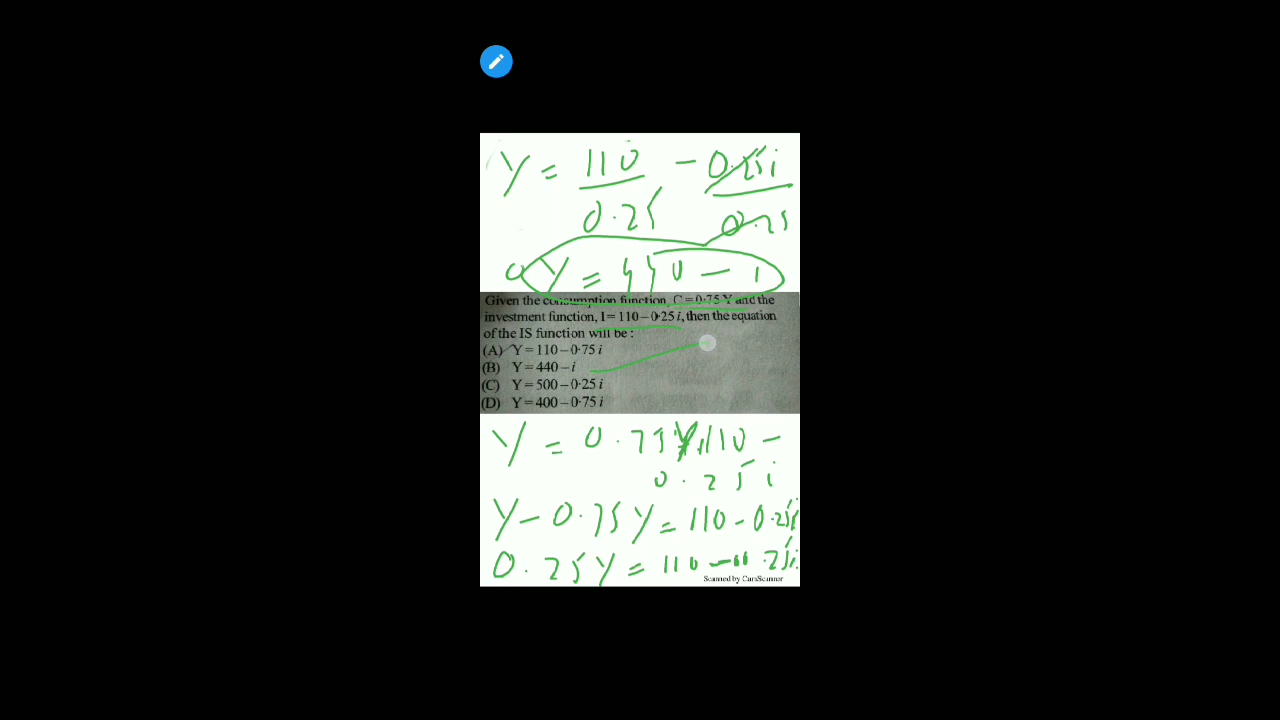 Y = 110 - 0.25i
0.25 0.25
Y = 440 - i
Given the consumption function, C = 0·75 Y and the
investment function, I = 110 – 0·25 i, then the equation
of the IS function will be :
(A) Y = 110 – 0·75 i
(B) Y = 440 – i
(C) Y = 500 – 0·25 i
(D) Y = 400 – 0·75 i
Y = 0.75Y 110 -
0.25i
Y - 0.75Y = 110 - 0.25i
0.25Y = 110 - 0.25i
Scanned by CamScanner